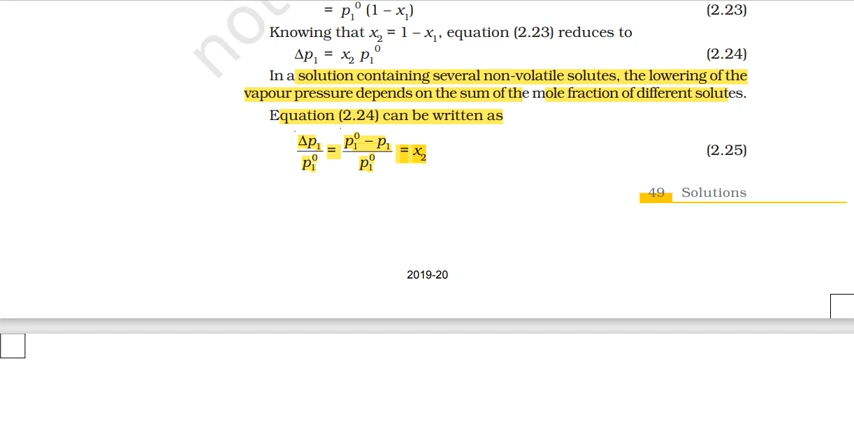 = p₁⁰ (1 – x₁) (2.23)
Knowing that x₂ = 1 – x₁, equation (2.23) reduces to
Δp₁ = x₂ p₁⁰ (2.24)
In a solution containing several non-volatile solutes, the lowering of the
vapour pressure depends on the sum of the mole fraction of different solutes.
Equation (2.24) can be written as
Δp₁/p₁⁰ = (p₁⁰ – p₁)/p₁⁰ = x₂ (2.25)
49 Solutions
2019-20
not